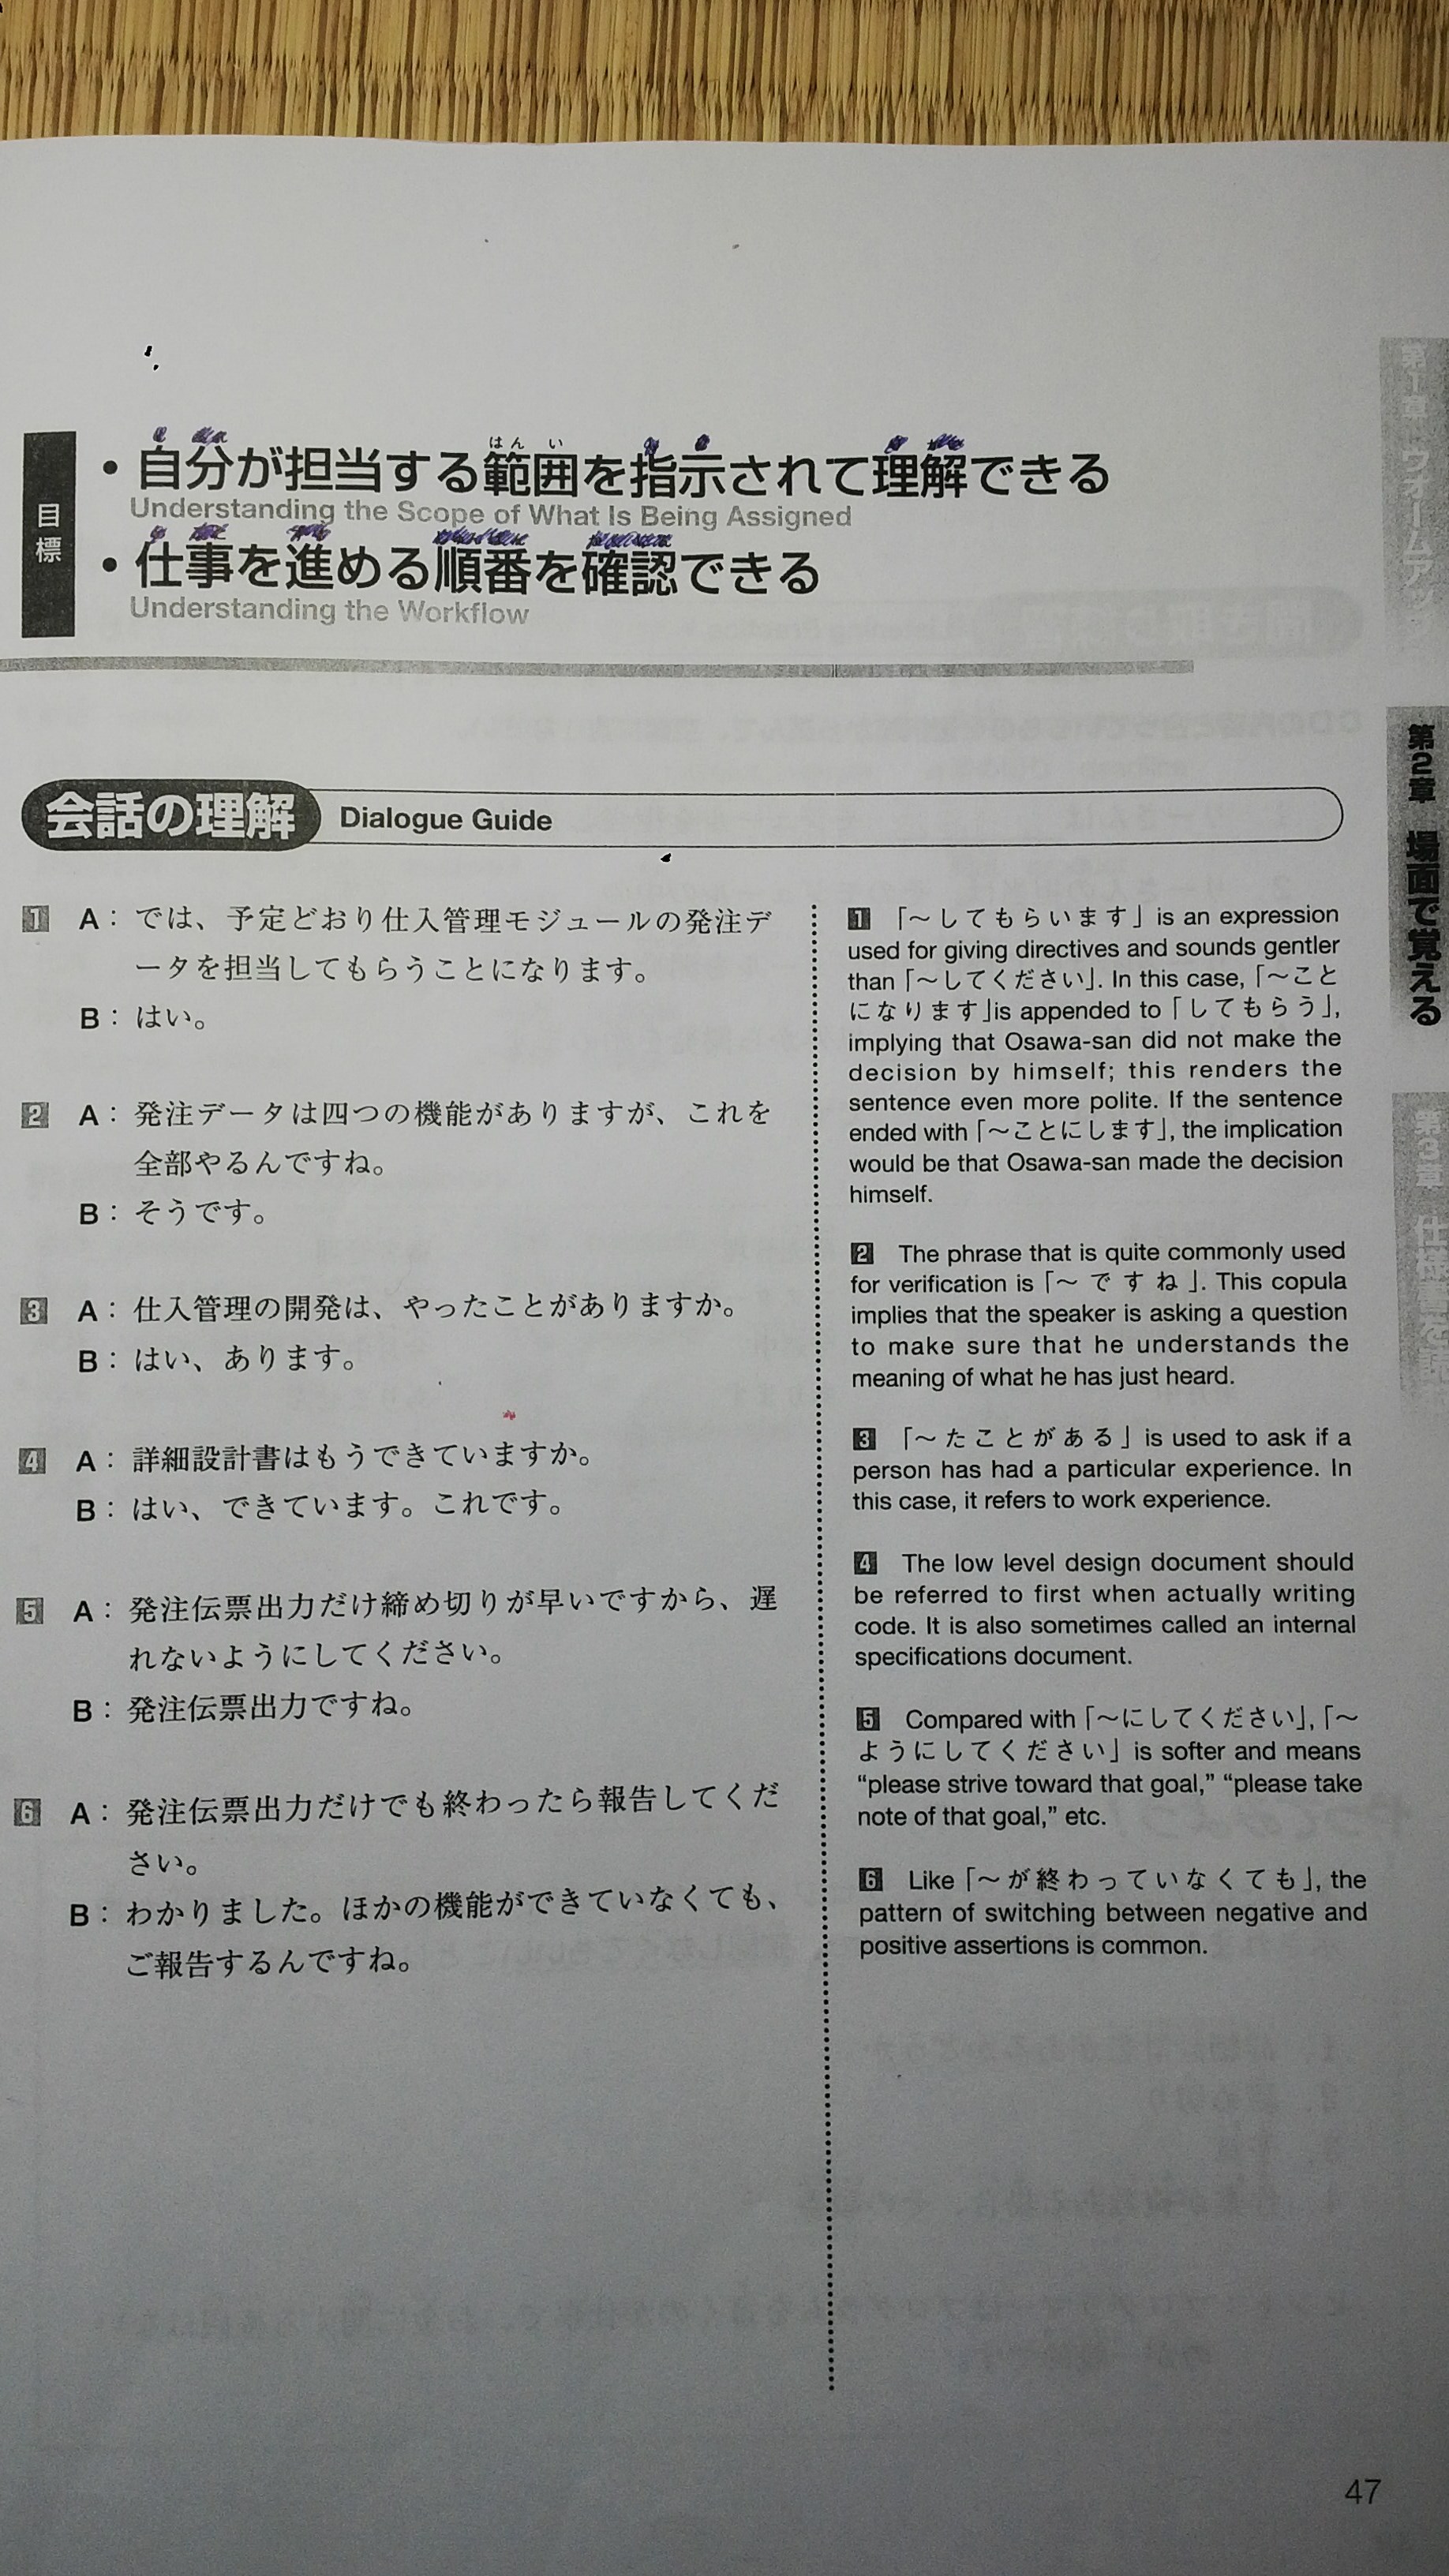 目標
・自分が担当する範囲を指示されて理解できる
はんい
Understanding the Scope of What Is Being Assigned
・仕事を進める順番を確認できる
Understanding the Workflow
会話の理解 Dialogue Guide
1 A：では、予定どおり仕入管理モジュールの発注デ
ータを担当してもらうことになります。
B：はい。
2 A：発注データは四つの機能がありますが、これを
全部やるんですね。
B：そうです。
3 A：仕入管理の開発は、やったことがありますか。
B：はい、あります。
4 A：詳細設計書はもうできていますか。
B：はい、できています。これです。
5 A：発注伝票出力だけ締め切りが早いですから、遅
れないようにしてください。
B：発注伝票出力ですね。
6 A：発注伝票出力だけでも終わったら報告してくだ
さい。
B：わかりました。ほかの機能ができていなくても、
ご報告するんですね。
1 「～してもらいます」is an expression
used for giving directives and sounds gentler
than「～してください」. In this case,「～こと
になります」is appended to「してもらう」,
implying that Osawa-san did not make the
decision by himself; this renders the
sentence even more polite. If the sentence
ended with「～ことにします」, the implication
would be that Osawa-san made the decision
himself.
2 The phrase that is quite commonly used
for verification is「～ですね」. This copula
implies that the speaker is asking a question
to make sure that he understands the
meaning of what he has just heard.
3 「～たことがある」is used to ask if a
person has had a particular experience. In
this case, it refers to work experience.
4 The low level design document should
be referred to first when actually writing
code. It is also sometimes called an internal
specifications document.
5 Compared with「～にしてください」,「～
ようにしてください」is softer and means
“please strive toward that goal,” “please take
note of that goal,” etc.
6 Like「～が終わっていなくても」, the
pattern of switching between negative and
positive assertions is common.
第1章
ウォームアップ
第2章
場面で覚える
第3章
47